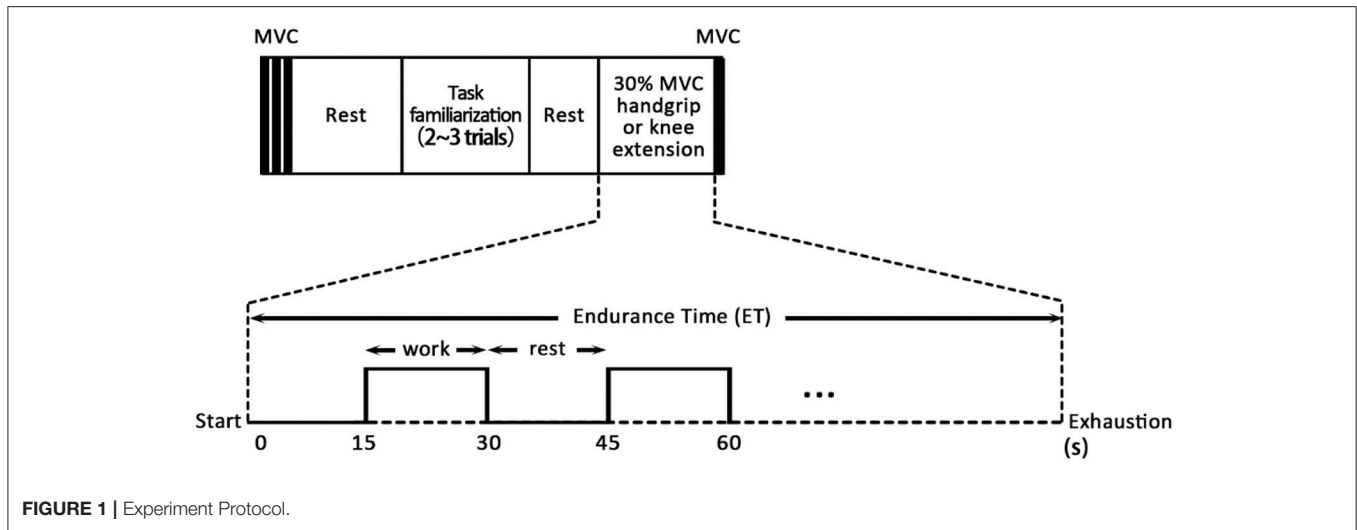 MVC MVC
Rest
Task
familiarization
(2~3 trials)
Rest
30% MVC
handgrip
or knee
extension
Endurance Time (ET)
work rest
...
Start Exhaustion
0 15 30 45 60 (s)
FIGURE 1 | Experiment Protocol.